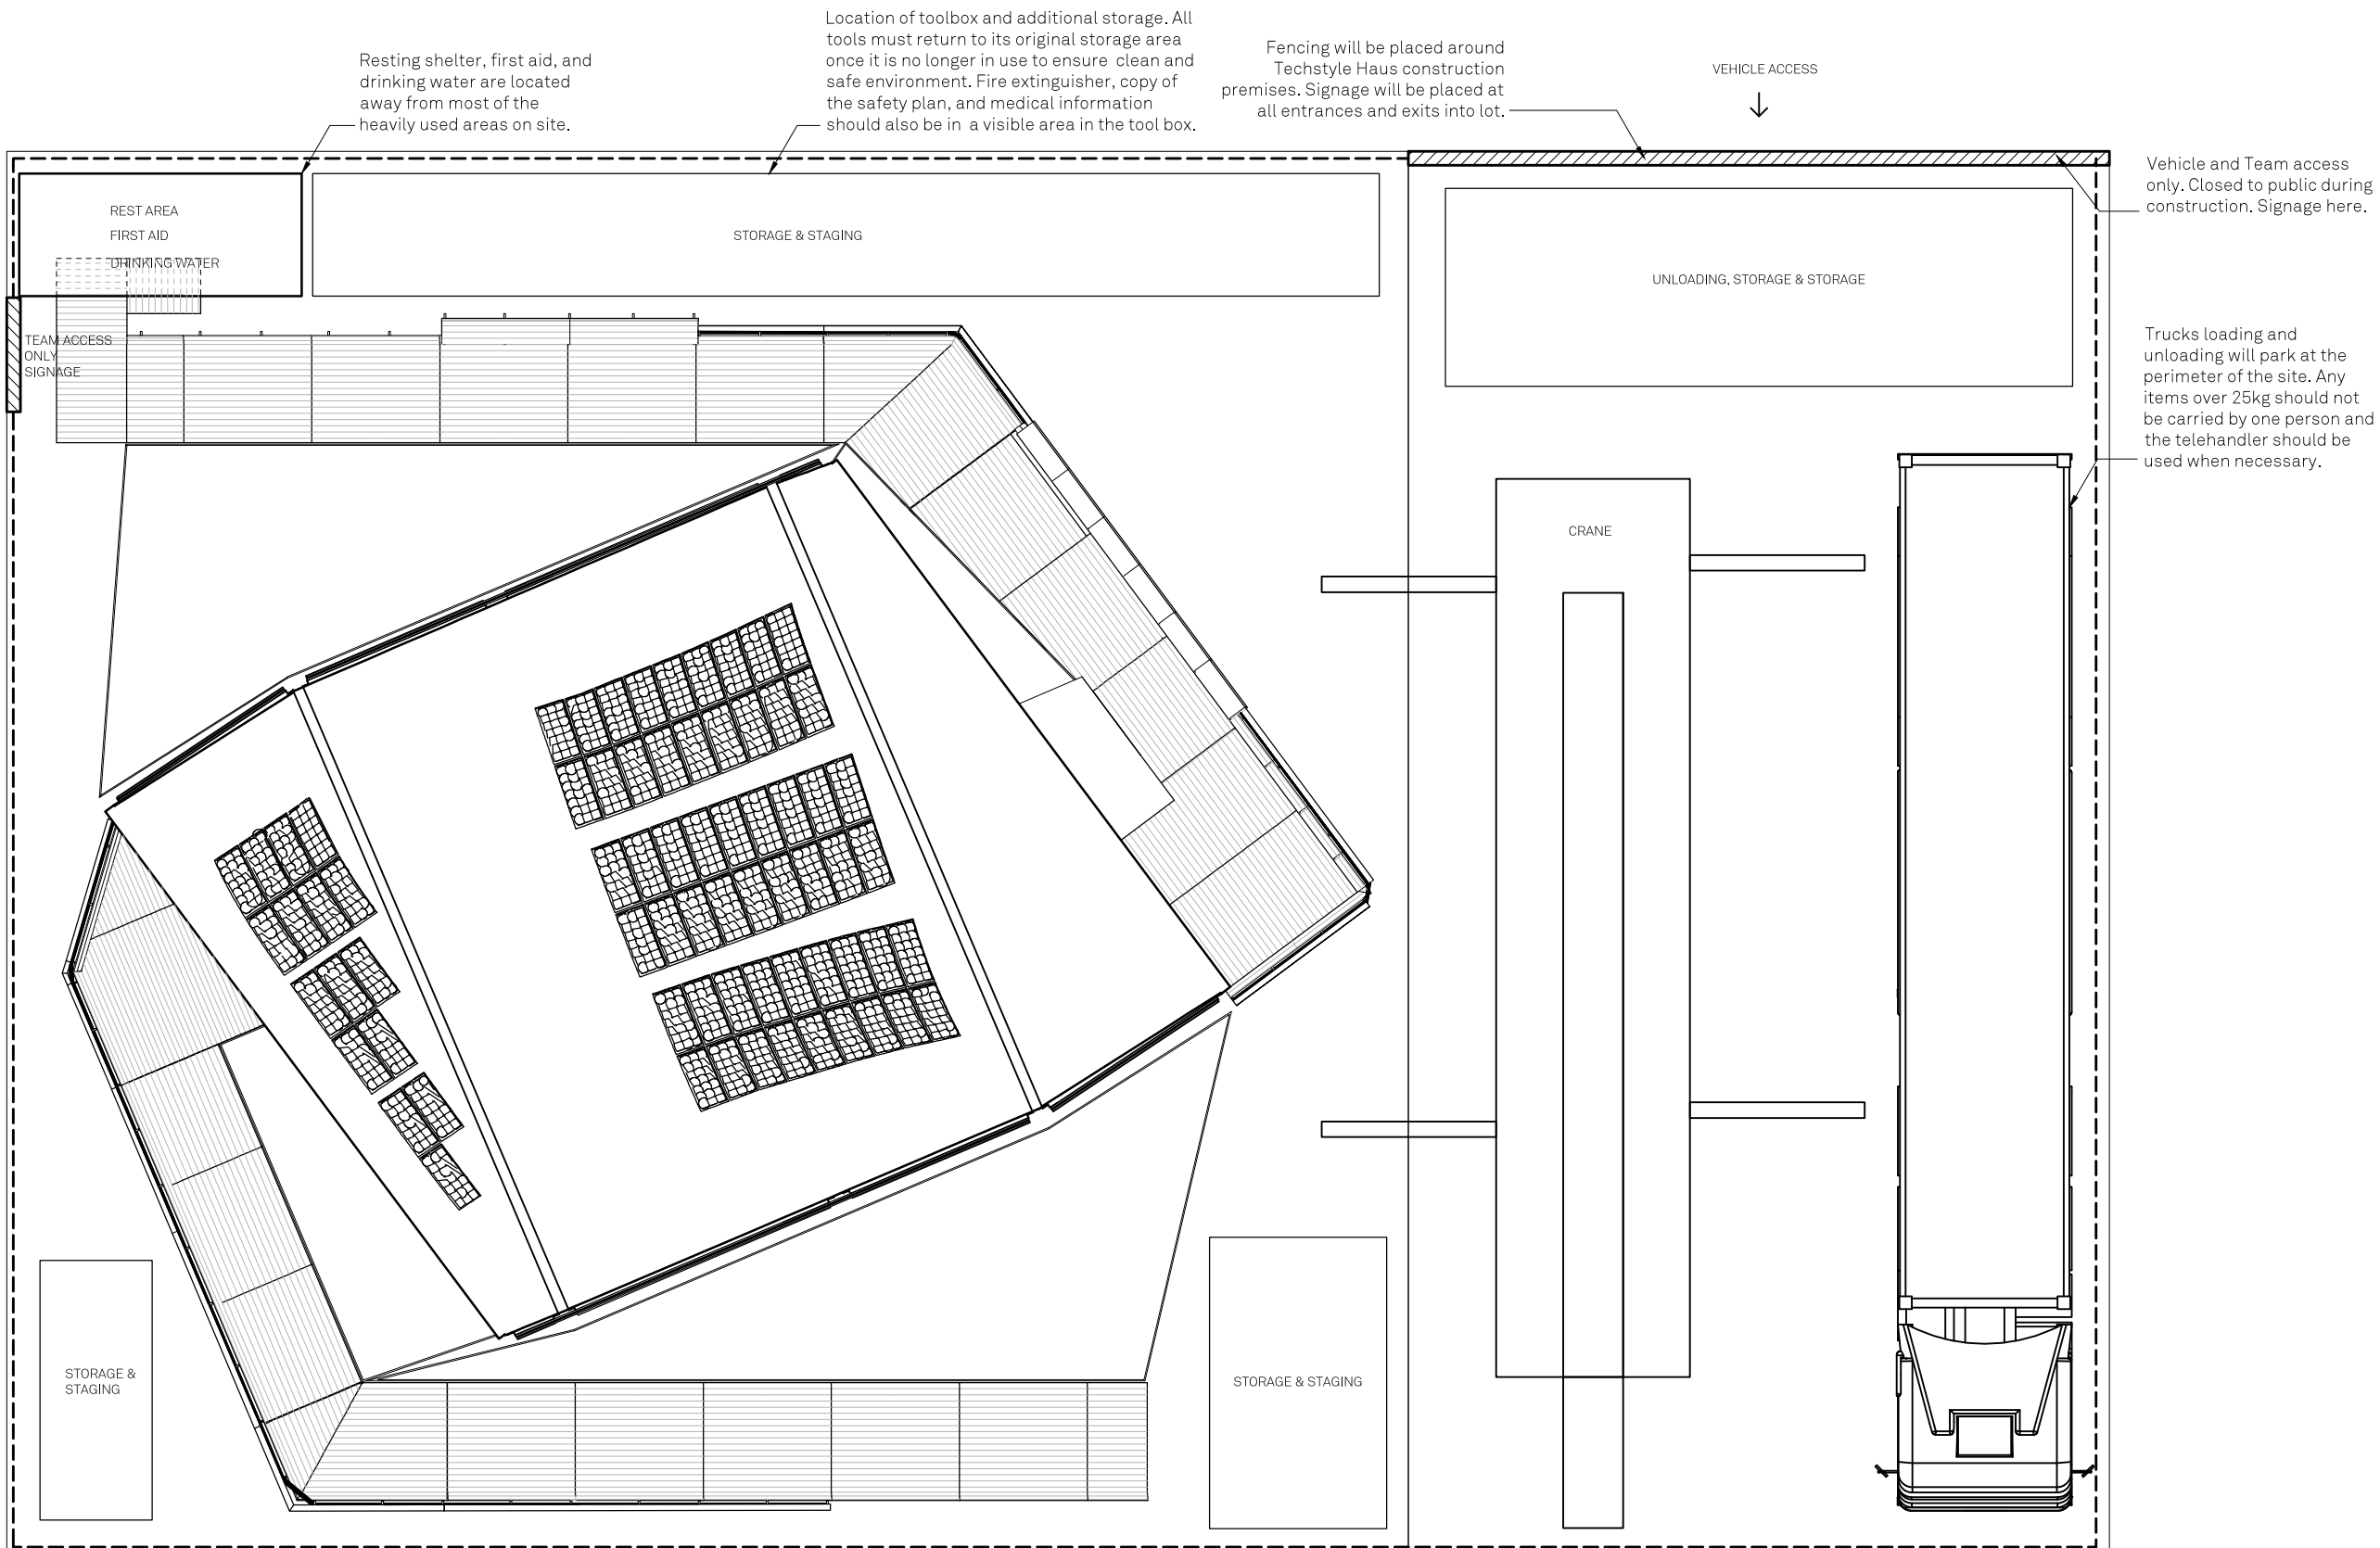 Location of toolbox and additional storage. All
tools must return to its original storage area
once it is no longer in use to ensure clean and
safe environment. Fire extinguisher, copy of
the safety plan, and medical information
should also be in a visible area in the tool box.
Resting shelter, first aid, and
drinking water are located
away from most of the
heavily used areas on site.
Fencing will be placed around
Techstyle Haus construction
premises. Signage will be placed at
all entrances and exits into lot.
VEHICLE ACCESS
Vehicle and Team access
only. Closed to public during
construction. Signage here.
REST AREA
FIRST AID
DRINKING WATER
STORAGE & STAGING
UNLOADING, STORAGE & STORAGE
TEAM ACCESS
ONLY
SIGNAGE
Trucks loading and
unloading will park at the
perimeter of the site. Any
items over 25kg should not
be carried by one person and
the telehandler should be
used when necessary.
CRANE
STORAGE &
STAGING
STORAGE & STAGING